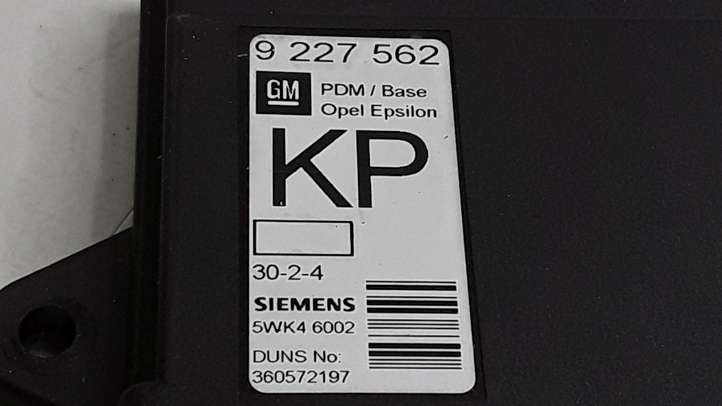 9 227 562
GM PDM / Base
Opel Epsilon
KP
30-2-4
SIEMENS
5WK4 6002
DUNS No:
360572197